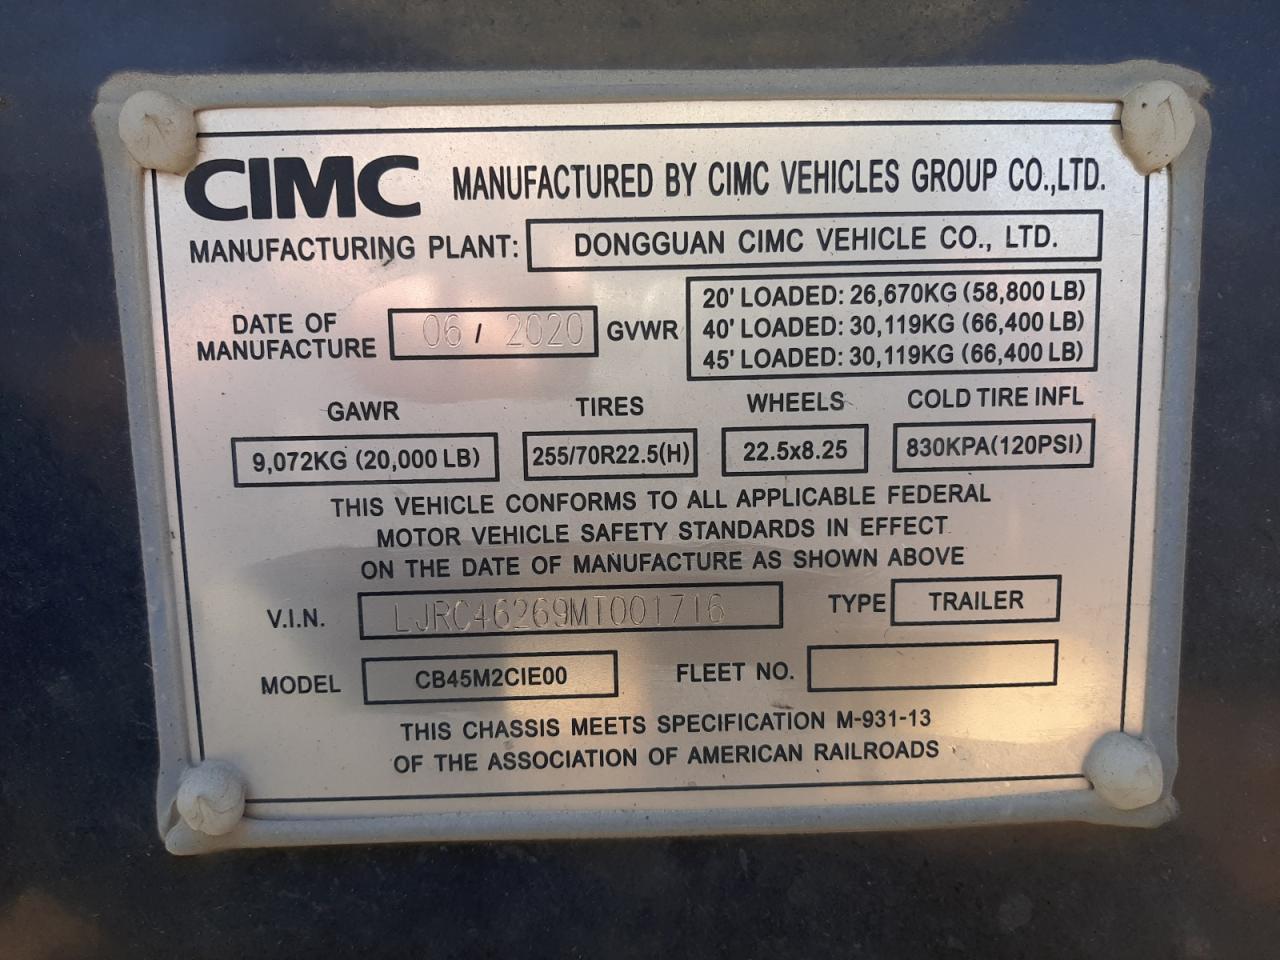 CIMC MANUFACTURED BY CIMC VEHICLES GROUP CO.,LTD.
MANUFACTURING PLANT: DONGGUAN CIMC VEHICLE CO., LTD.
DATE OF MANUFACTURE 06 / 2020
GVWR
20' LOADED: 26,670KG (58,800 LB)
40' LOADED: 30,119KG (66,400 LB)
45' LOADED: 30,119KG (66,400 LB)
GAWR TIRES WHEELS COLD TIRE INFL
9,072KG (20,000 LB) 255/70R22.5(H) 22.5x8.25 830KPA(120PSI)
THIS VEHICLE CONFORMS TO ALL APPLICABLE FEDERAL
MOTOR VEHICLE SAFETY STANDARDS IN EFFECT
ON THE DATE OF MANUFACTURE AS SHOWN ABOVE
V.I.N. LJRC46269MT001716 TYPE TRAILER
MODEL CB45M2CIE00 FLEET NO.
THIS CHASSIS MEETS SPECIFICATION M-931-13
OF THE ASSOCIATION OF AMERICAN RAILROADS